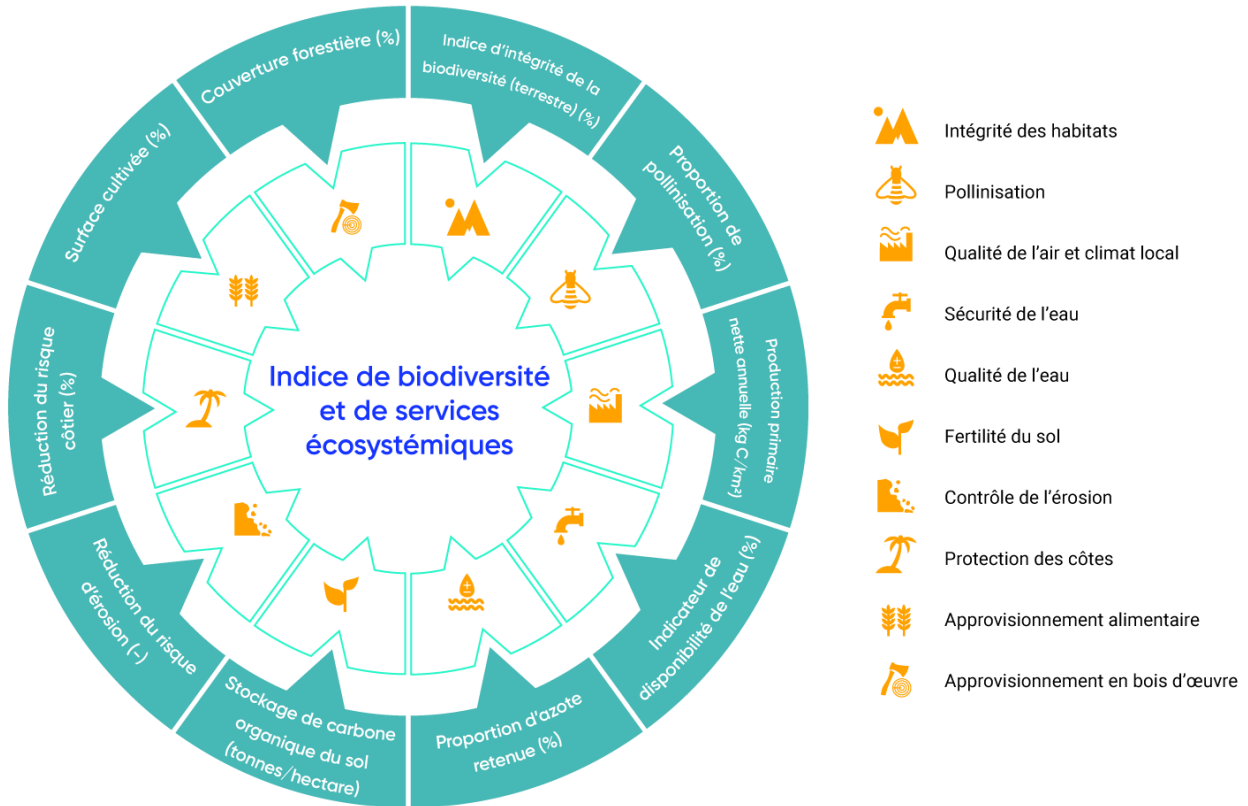 Couverture forestière (%)
Indice d'intégrité de la
biodiversité (terrestre) (%)
Proportion de
pollinisation (%)
Production primaire
nette annuelle (kg C/km²)
Indicateur de
disponibilité de l'eau (%)
Proportion d'azote
retenue (%)
Stockage de carbone
organique du sol
(tonnes/hectare)
Réduction du risque
d'érosion (-)
Réduction du risque
côtier (%)
Surface cultivée (%)
Indice de biodiversité
et de services
écosystémiques
Intégrité des habitats
Pollinisation
Qualité de l'air et climat local
Sécurité de l'eau
Qualité de l'eau
Fertilité du sol
Contrôle de l'érosion
Protection des côtes
Approvisionnement alimentaire
Approvisionnement en bois d'œuvre